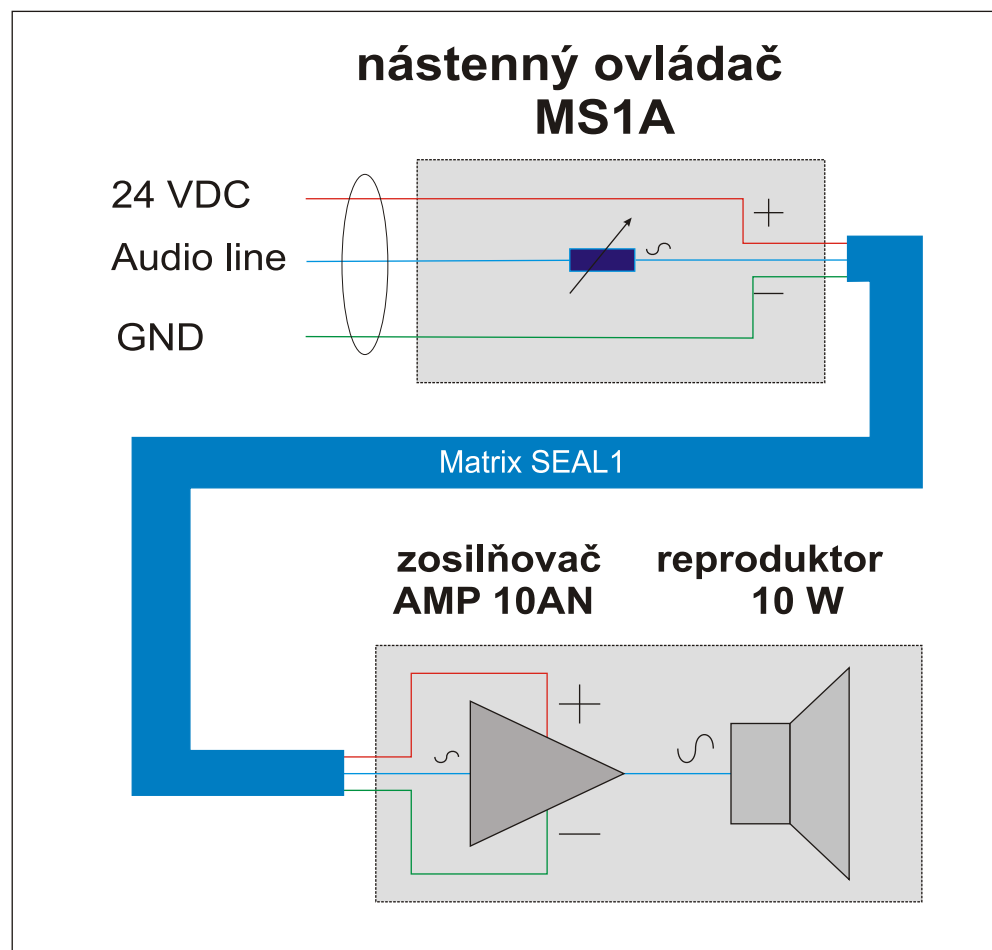 nástenný ovládač
MS1A
24 VDC
Audio line
GND
Matrix SEAL1
zosilňovač
AMP 10AN
reproduktor
10 W